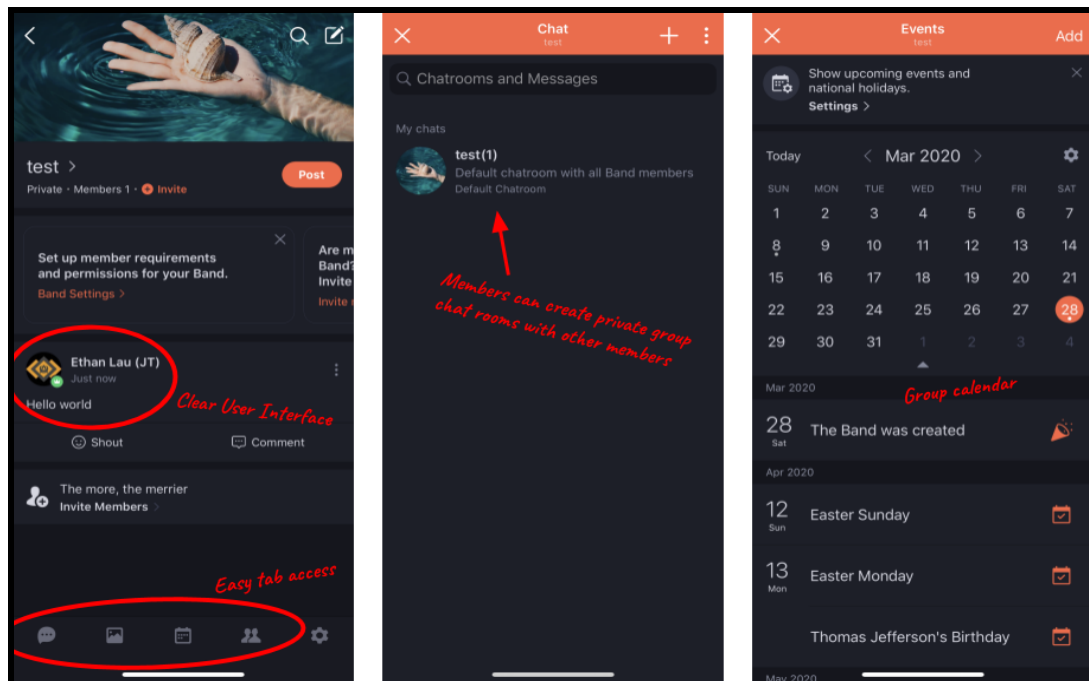 test >
Private · Members 1 · Invite
Post
Set up member requirements
and permissions for your Band.
Band Settings >
Are m
Band?
Invite
Invite
Ethan Lau (JT)
Just now
Hello world
Clear User Interface
Shout
Comment
The more, the merrier
Invite Members >
Easy tab access
Chat
test
Chatrooms and Messages
My chats
test(1)
Default chatroom with all Band members
Default Chatroom
Members can create private group
chat rooms with other members
Events
test
Add
Show upcoming events and
national holidays.
Settings >
Today
< Mar 2020 >
SUN MON TUE WED THU FRI SAT
1 2 3 4 5 6 7
8 9 10 11 12 13 14
15 16 17 18 19 20 21
22 23 24 25 26 27 28
29 30 31 1 2 3 4
Mar 2020
Group calendar
28
Sat
The Band was created
Apr 2020
12
Sun
Easter Sunday
13
Mon
Easter Monday
Thomas Jefferson's Birthday
May 2020